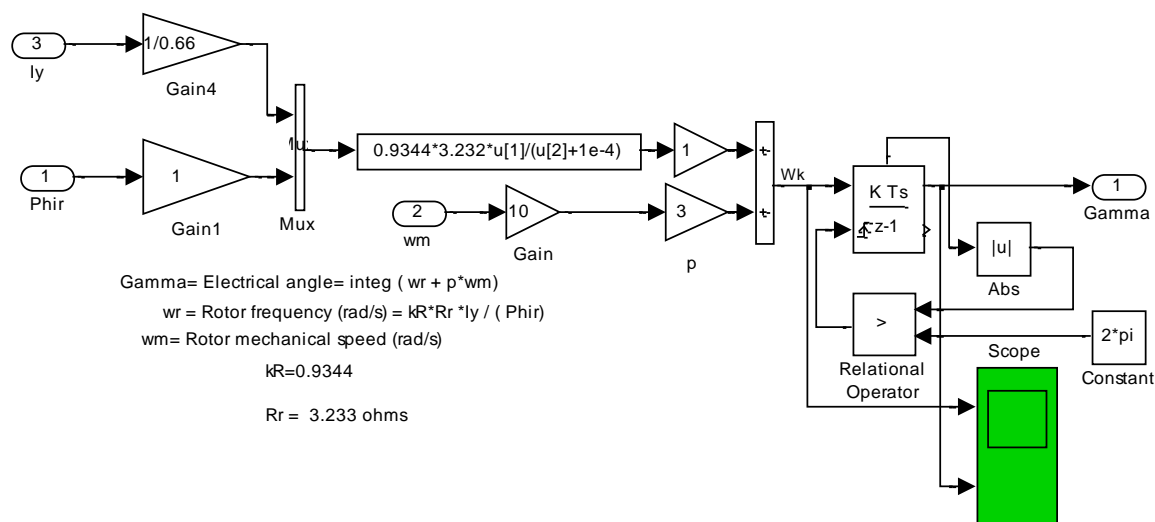 3
Iy
1/0.66
Gain4
1
Phir
1
Gain1
Mux
0.9344*3.232*u[1]/(u[2]+1e-4)
1
2
wm
10
Gain
3
p
Wk
K Ts
z-1
1
Gamma
|u|
Abs
>
Relational
Operator
2*pi
Constant
Scope
Gamma= Electrical angle= integ ( wr + p*wm)
wr = Rotor frequency (rad/s) = kR*Rr *Iy / ( Phir)
wm= Rotor mechanical speed (rad/s)
kR=0.9344
Rr = 3.233 ohms